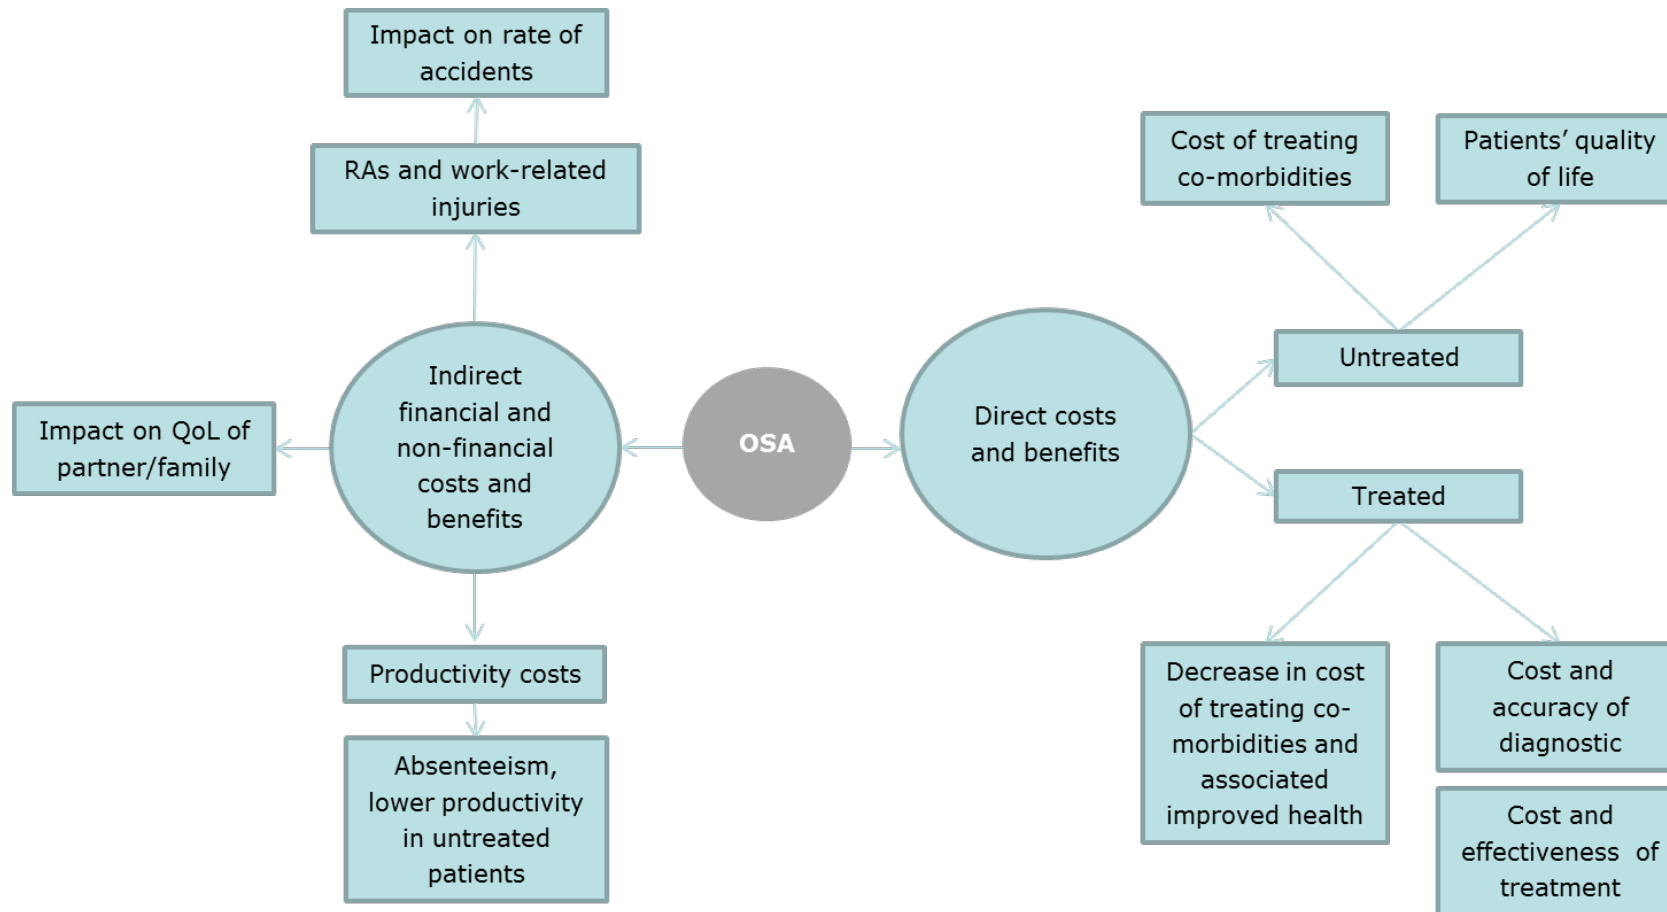 Impact on rate of
accidents
RAs and work-related
injuries
Indirect
financial and
non-financial
costs and
benefits
Impact on QoL of
partner/family
Productivity costs
Absenteeism,
lower productivity
in untreated
patients
OSA
Direct costs
and benefits
Cost of treating
co-morbidities
Patients’ quality
of life
Untreated
Treated
Decrease in cost
of treating co-
morbidities and
associated
improved health
Cost and
accuracy of
diagnostic
Cost and
effectiveness of
treatment